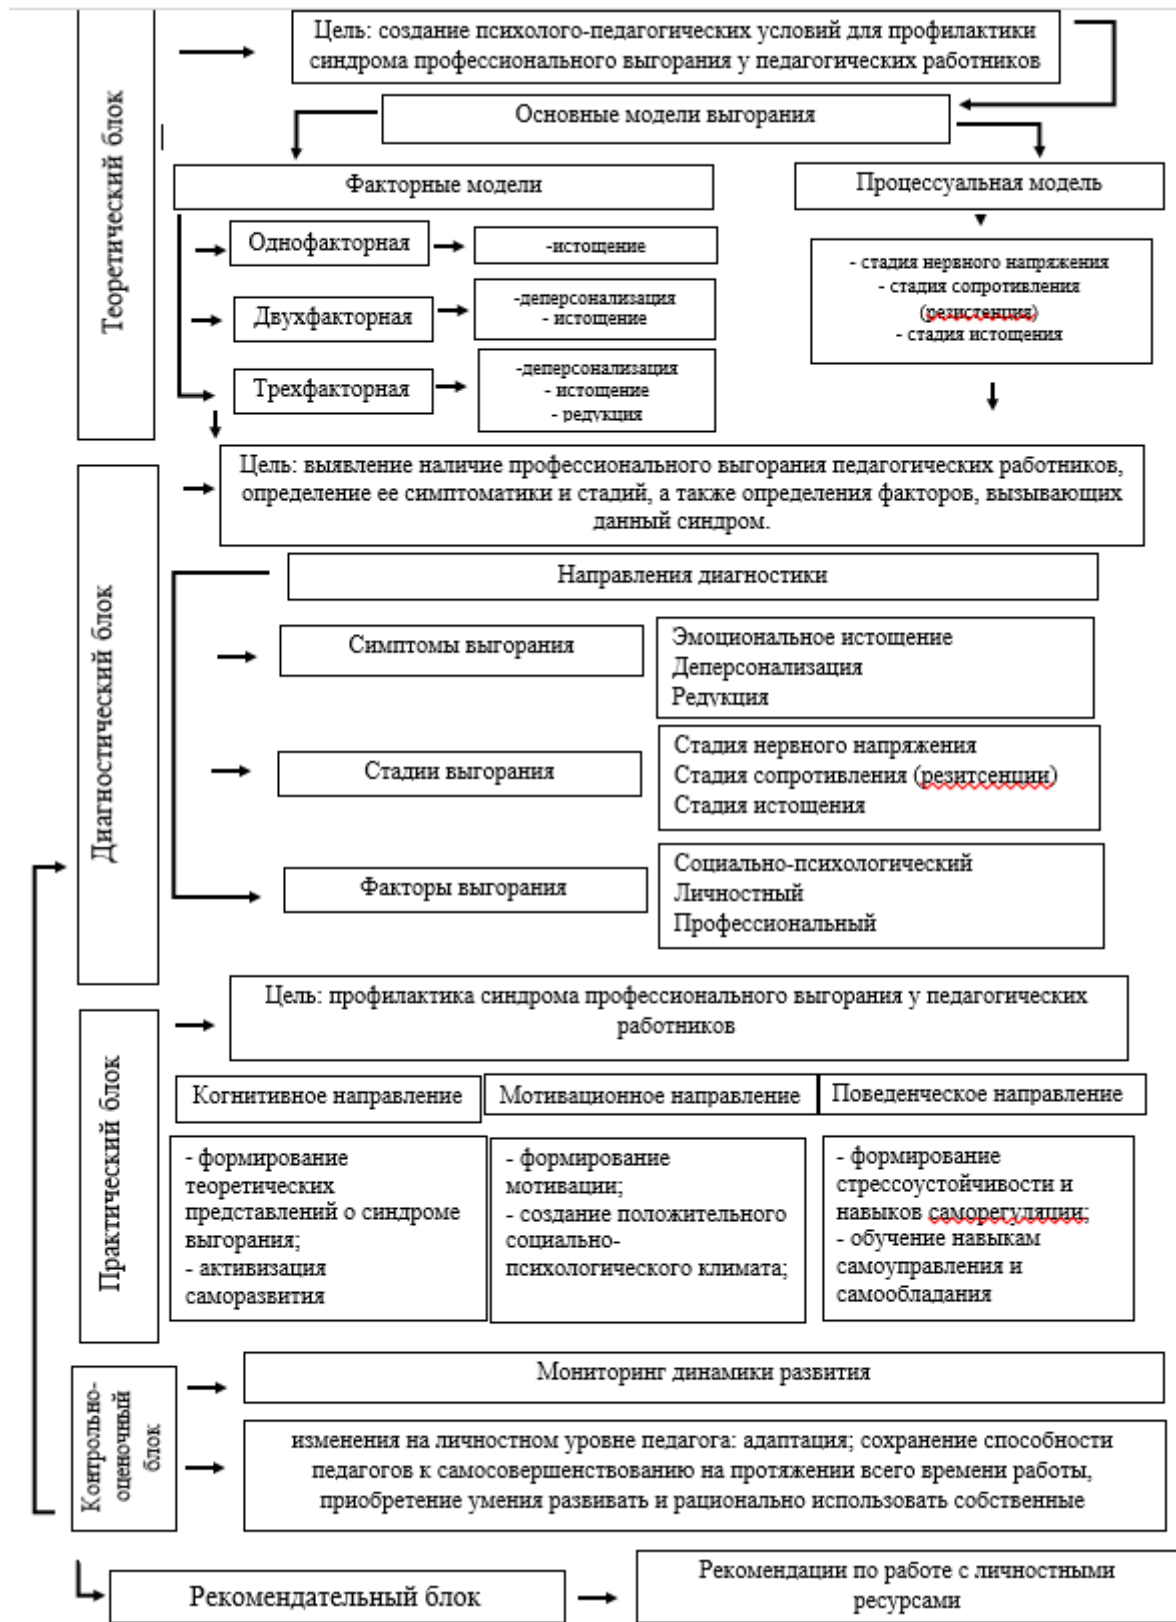 Теоретический блок
Цель: создание психолого-педагогических условий для профилактики
синдрома профессионального выгорания у педагогических работников
Основные модели выгорания
Факторные модели
Процессуальная модель
Однофакторная
-истощение
Двухфакторная
-деперсонализация
- истощение
Трехфакторная
-деперсонализация
- истощение
- редукция
- стадия нервного напряжения
- стадия сопротивления
(резистенция)
- стадия истощения
Диагностический блок
Цель: выявление наличие профессионального выгорания педагогических работников,
определение ее симптоматики и стадий, а также определения факторов, вызывающих
данный синдром.
Направления диагностики
Симптомы выгорания
Эмоциональное истощение
Деперсонализация
Редукция
Стадии выгорания
Стадия нервного напряжения
Стадия сопротивления (резитсенции)
Стадия истощения
Факторы выгорания
Социально-психологический
Личностный
Профессиональный
Практический блок
Цель: профилактика синдрома профессионального выгорания у педагогических
работников
Когнитивное направление
- формирование
теоретических
представлений о синдроме
выгорания;
- активизация
саморазвития
Мотивационное направление
- формирование
мотивации;
- создание положительного
социально-
психологического климата;
Поведенческое направление
- формирование
стрессоустойчивости и
навыков саморегуляции;
- обучение навыкам
самоуправления и
самообладания
Контрольно-
оценочный
блок
Мониторинг динамики развития
изменения на личностном уровне педагога: адаптация; сохранение способности
педагогов к самосовершенствованию на протяжении всего времени работы,
приобретение умения развивать и рационально использовать собственные
Рекомендательный блок
Рекомендации по работе с личностными
ресурсами